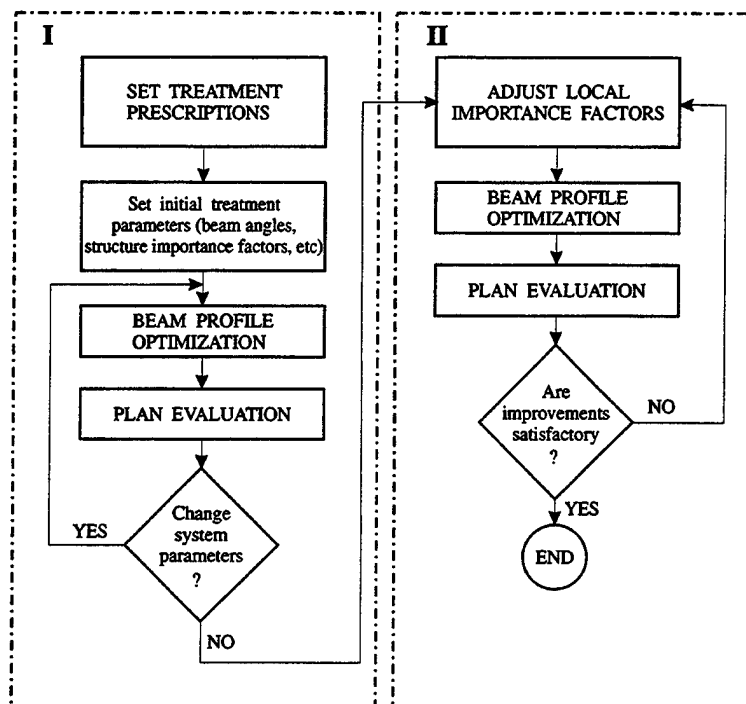 I
SET TREATMENT
PRESCRIPTIONS
Set initial treatment
parameters (beam angles,
structure importance factors, etc)
BEAM PROFILE
OPTIMIZATION
PLAN EVALUATION
Change
system
parameters
?
YES
NO
II
ADJUST LOCAL
IMPORTANCE FACTORS
BEAM PROFILE
OPTIMIZATION
PLAN EVALUATION
Are
improvements
satisfactory
?
NO
YES
END